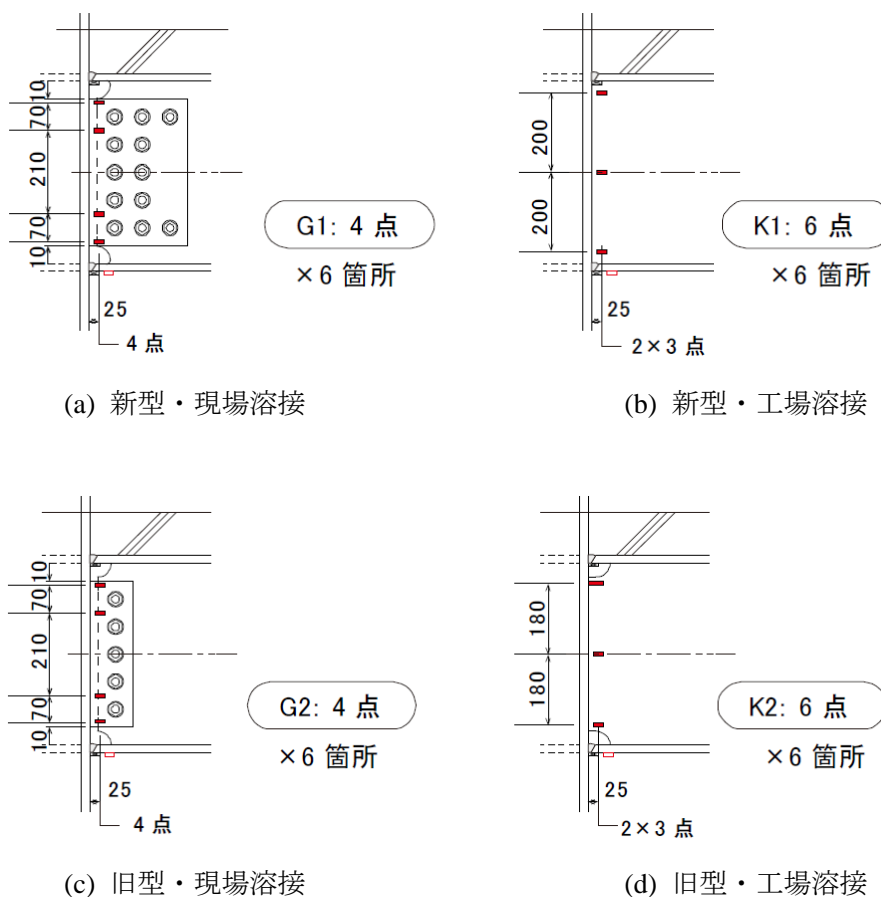 10
70
210
70
10
G1: 4 点
×6 箇所
25
4 点
(a) 新型・現場溶接
200
200
K1: 6 点
×6 箇所
25
2×3 点
(b) 新型・工場溶接
10
70
210
70
10
G2: 4 点
×6 箇所
25
4 点
(c) 旧型・現場溶接
180
180
K2: 6 点
×6 箇所
25
2×3 点
(d) 旧型・工場溶接